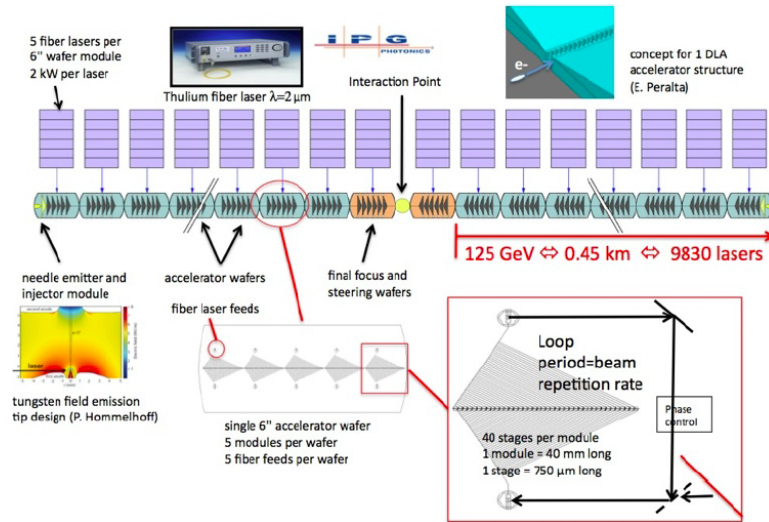 5 fiber lasers per
6" wafer module
2 kW per laser
IPG
PHOTONICS
Thulium fiber laser λ=2 μm
Interaction Point
e-
concept for 1 DLA
accelerator structure
(E. Peralta)
needle emitter and
injector module
accelerator wafers
final focus and
steering wafers
125 GeV ⇔ 0.45 km ⇔ 9830 lasers
fiber laser feeds
laser
tungsten field emission
tip design (P. Hommelhoff)
single 6" accelerator wafer
5 modules per wafer
5 fiber feeds per wafer
Loop
period=beam
repetition rate
Phase
control
40 stages per module
1 module = 40 mm long
1 stage = 750 μm long